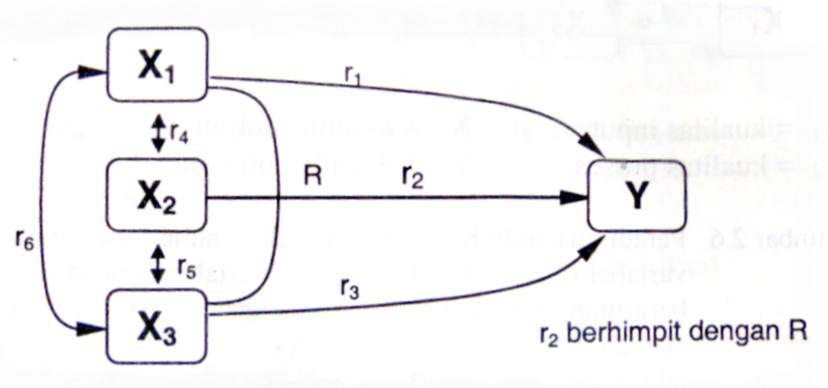 X₁
r₁
r₄
X₂
R
r₂
Y
r₆
r₅
r₃
X₃
r₂ berhimpit dengan R